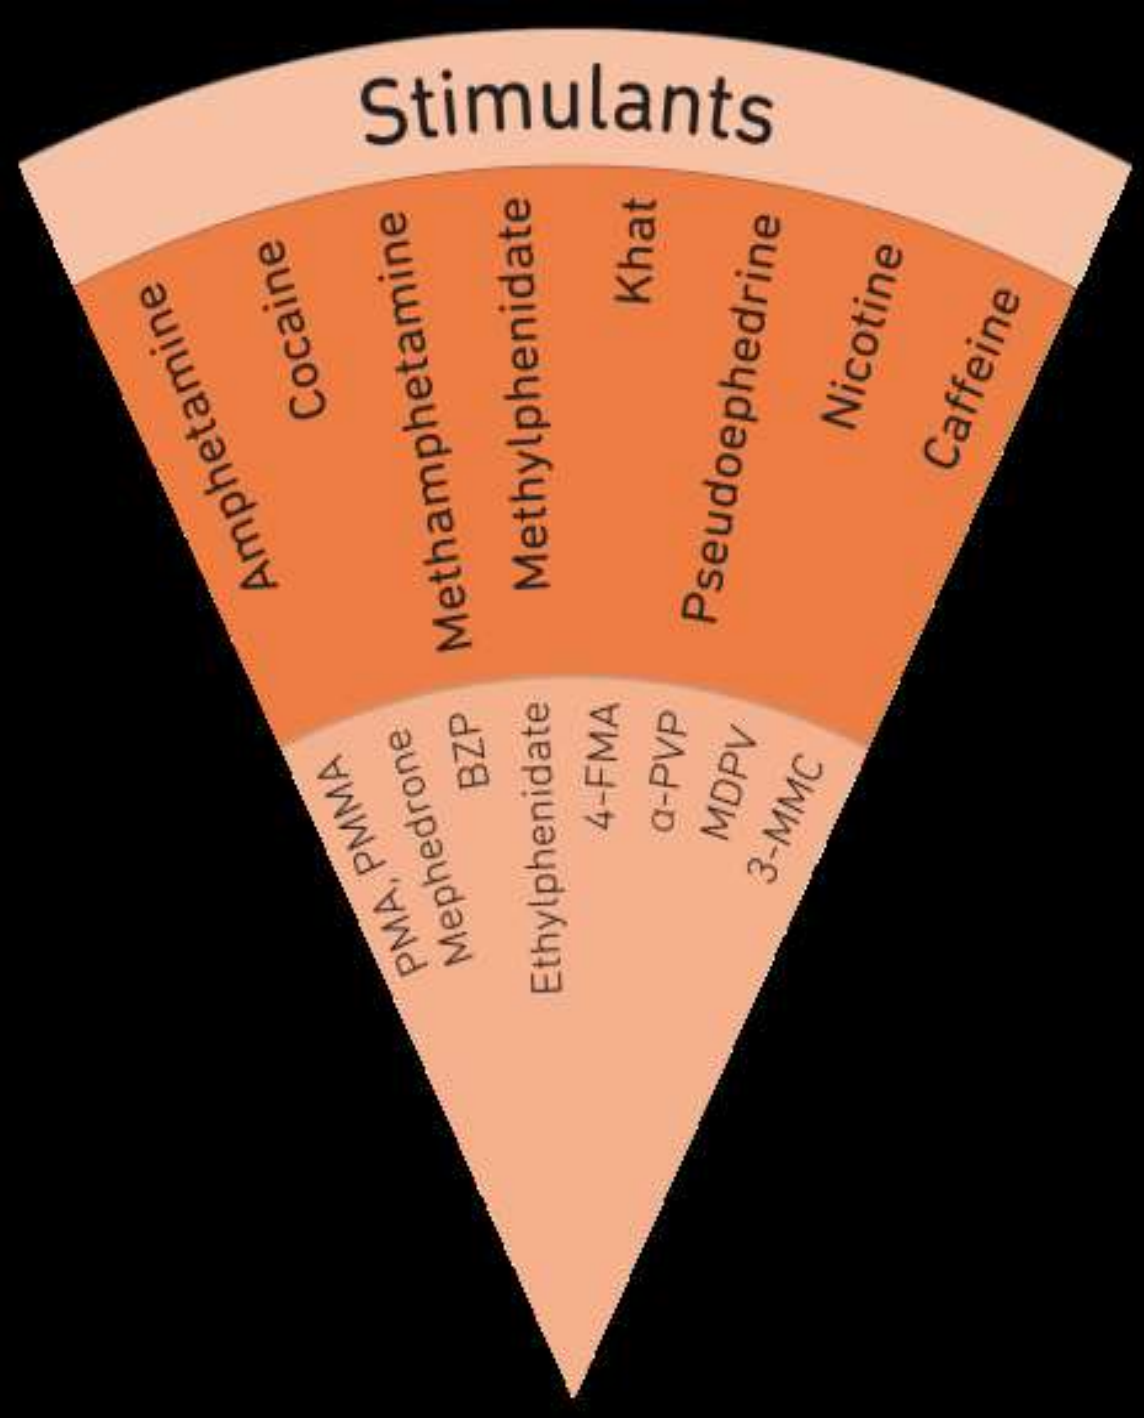 Stimulants
Amphetamine
Cocaine
Methamphetamine
Methylphenidate
Khat
Pseudoephedrine
Nicotine
Caffeine
PMA, PMMA
Mephedrone
BZP
Ethylphenidate
4-FMA
α-PVP
MDPV
3-MMC